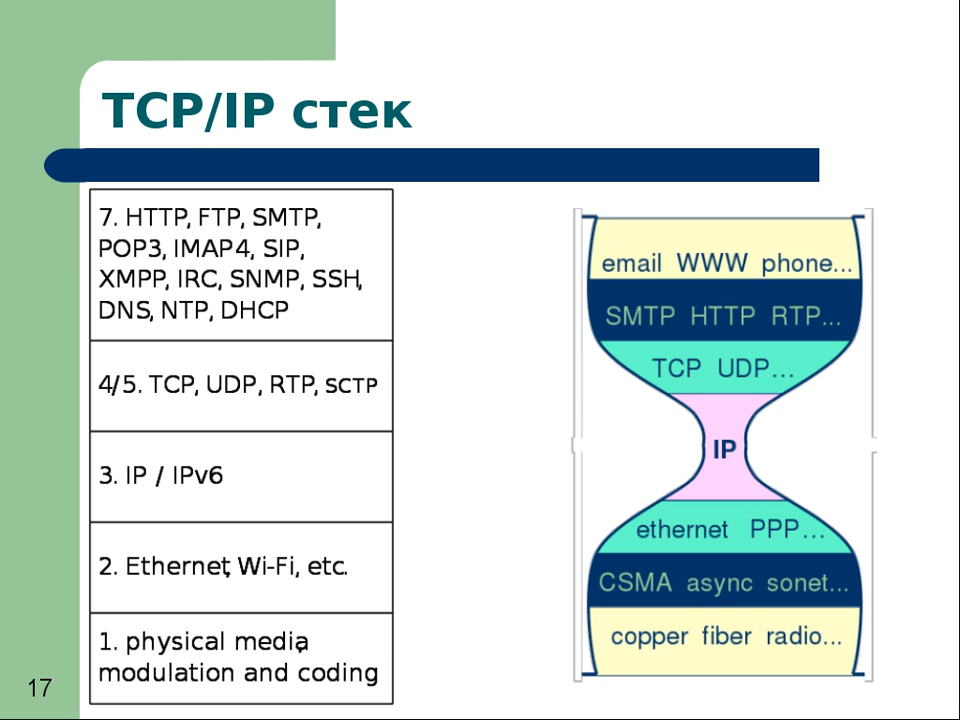 TCP/IP стек
7. HTTP, FTP, SMTP,
POP3, IMAP4, SIP,
XMPP, IRC, SNMP, SSH,
DNS, NTP, DHCP
4/5. TCP, UDP, RTP, SCTP
3. IP / IPv6
2. Ethernet, Wi-Fi, etc.
1. physical media,
modulation and coding
email WWW phone...
SMTP HTTP RTP...
TCP UDP...
IP
ethernet PPP...
CSMA async sonet...
copper fiber radio...
17